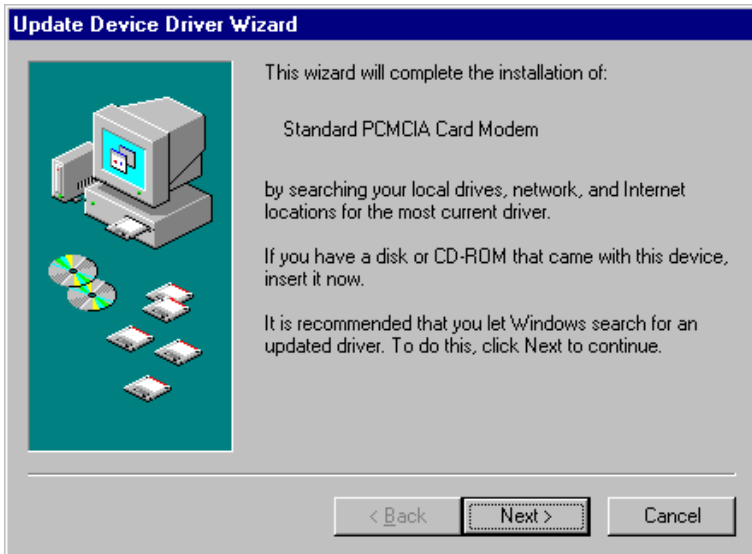 Update Device Driver Wizard
This wizard will complete the installation of:
Standard PCMCIA Card Modem
by searching your local drives, network, and Internet
locations for the most current driver.
If you have a disk or CD-ROM that came with this device,
insert it now.
It is recommended that you let Windows search for an
updated driver. To do this, click Next to continue.
< Back
Next >
Cancel